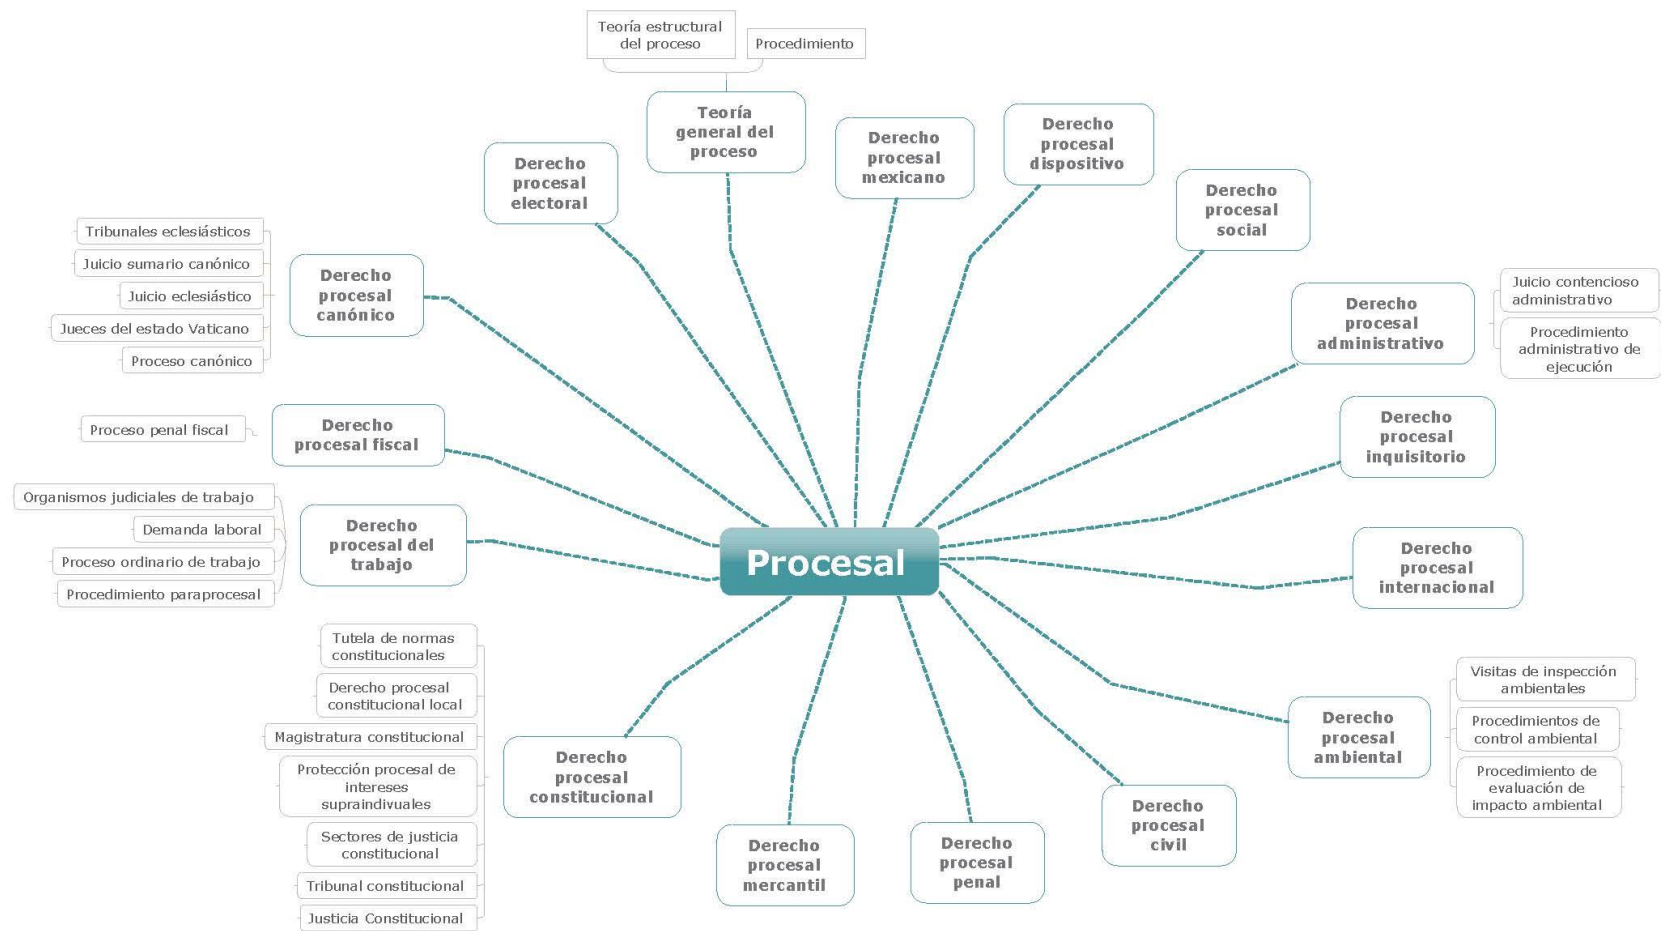 Teoría estructural
del proceso
Procedimiento
Teoría
general del
proceso
Derecho
procesal
mexicano
Derecho
procesal
dispositivo
Derecho
procesal
social
Derecho
procesal
electoral
Tribunales eclesiásticos
Juicio sumario canónico
Juicio eclesiástico
Jueces del estado Vaticano
Proceso canónico
Derecho
procesal
canónico
Derecho
procesal
administrativo
Juicio contencioso
administrativo
Procedimiento
administrativo de
ejecución
Proceso penal fiscal
Derecho
procesal fiscal
Derecho
procesal
inquisitorio
Organismos judiciales de trabajo
Demanda laboral
Proceso ordinario de trabajo
Procedimiento paraprocesal
Derecho
procesal del
trabajo
Procesal
Derecho
procesal
internacional
Tutela de normas
constitucionales
Derecho procesal
constitucional local
Magistratura constitucional
Protección procesal de
intereses
supraindivuales
Sectores de justicia
constitucional
Tribunal constitucional
Justicia Constitucional
Derecho
procesal
constitucional
Derecho
procesal
mercantil
Derecho
procesal
penal
Derecho
procesal
civil
Derecho
procesal
ambiental
Visitas de inspección
ambientales
Procedimientos de
control ambiental
Procedimiento de
evaluación de
impacto ambiental